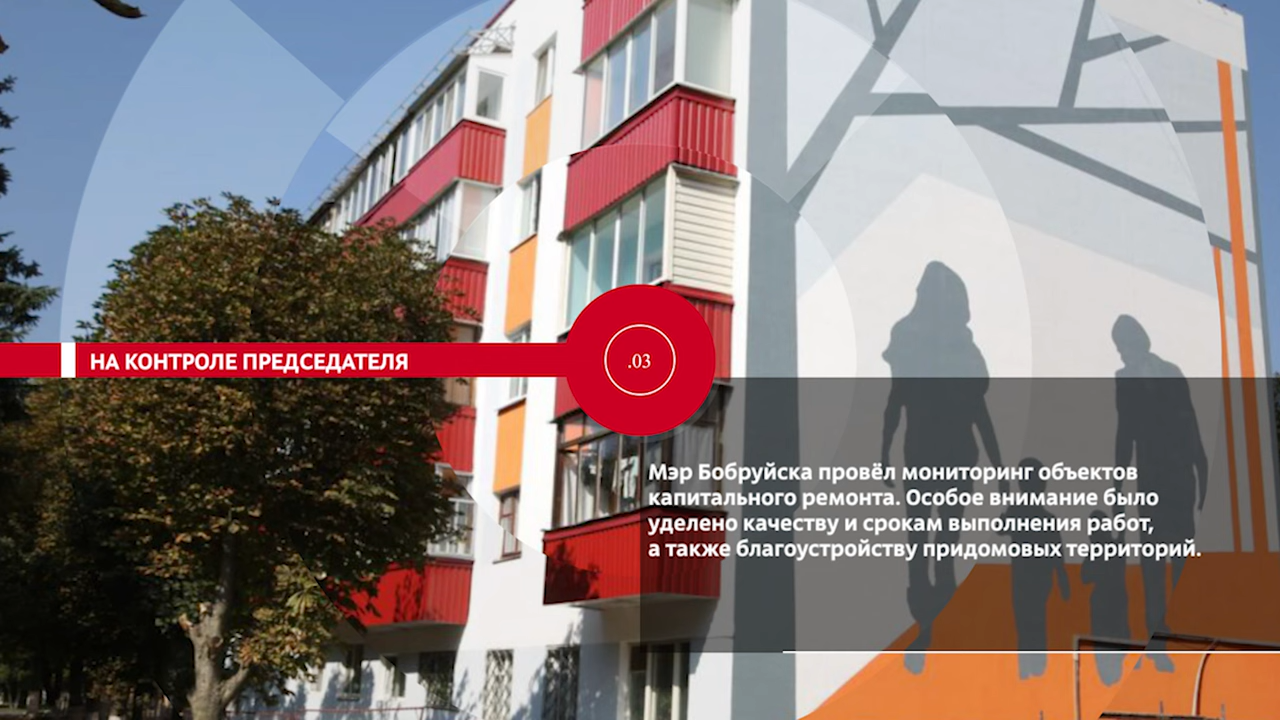 НА КОНТРОЛЕ ПРЕДСЕДАТЕЛЯ
.03
Мэр Бобруйска провёл мониторинг объектов
капитального ремонта. Особое внимание было
уделено качеству и срокам выполнения работ,
а также благоустройству придомовых территорий.